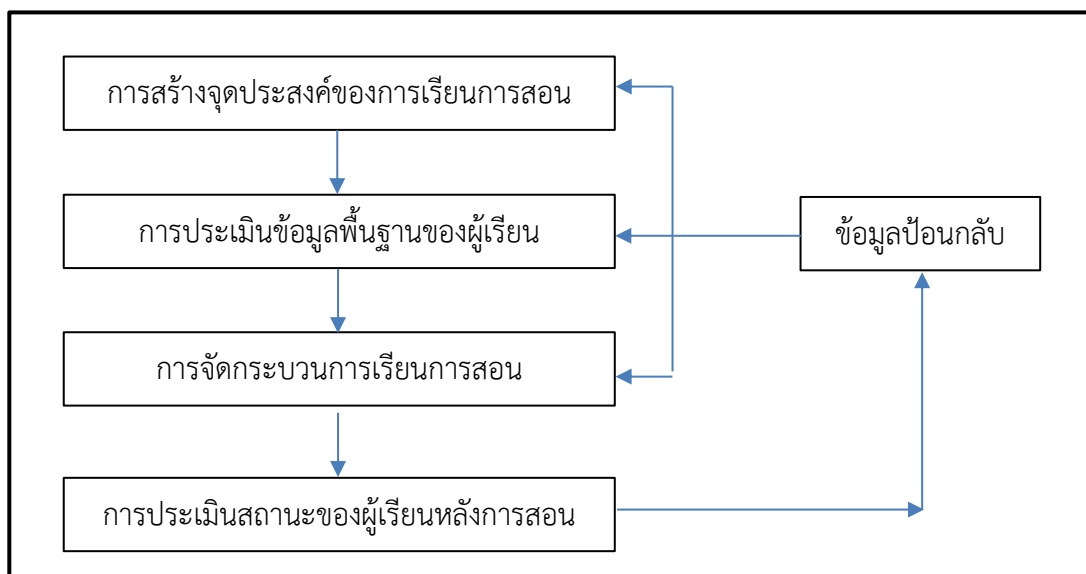 การสร้างจุดประสงค์ของการเรียนการสอน
การประเมินข้อมูลพื้นฐานของผู้เรียน
ข้อมูลป้อนกลับ
การจัดกระบวนการเรียนการสอน
การประเมินสถานะของผู้เรียนหลังการสอน